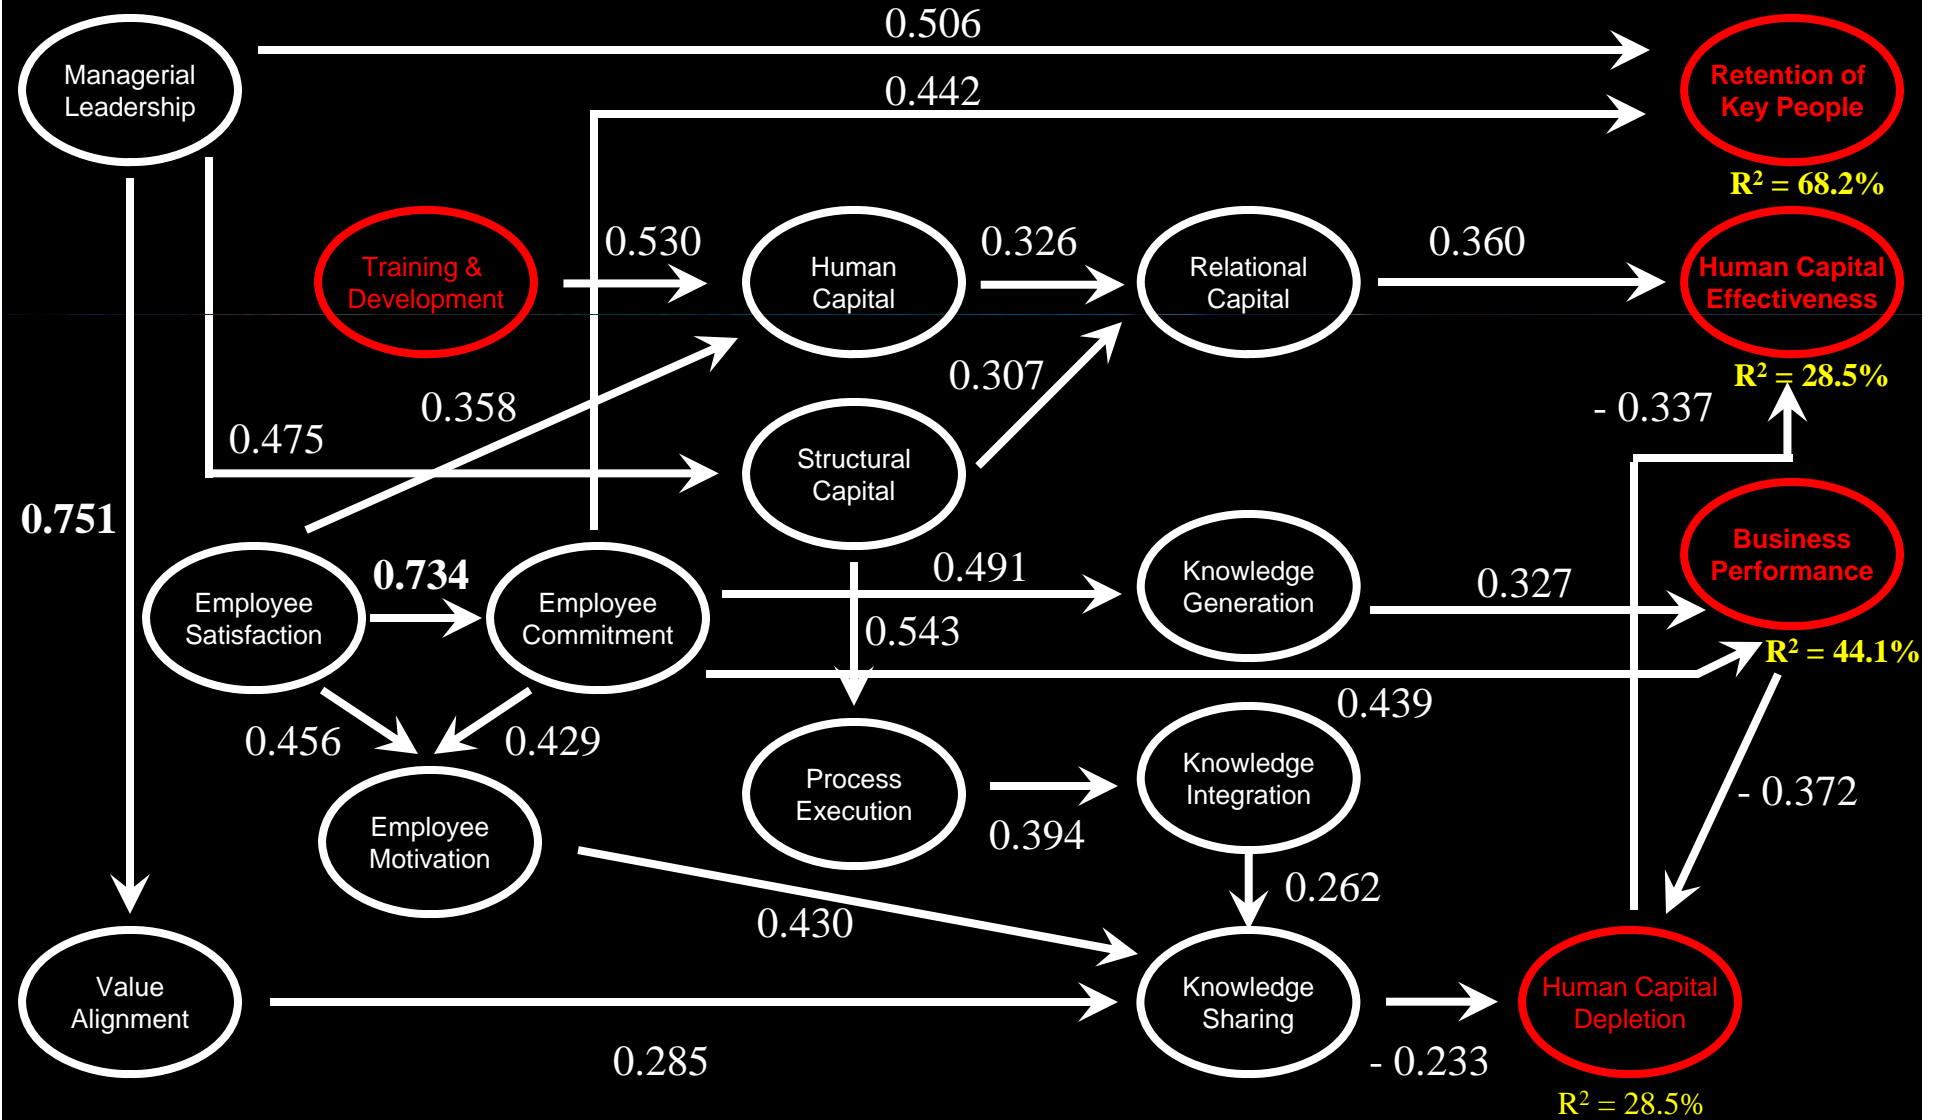 0.506
Managerial
Leadership
Retention of
Key People
0.442
R² = 68.2%
0.530
0.326
0.360
Training &
Development
Human
Capital
Relational
Capital
Human Capital
Effectiveness
0.307
R² = 28.5%
0.358
- 0.337
0.475
Structural
Capital
0.751
Business
Performance
0.734
0.491
Knowledge
Generation
0.327
Employee
Satisfaction
Employee
Commitment
0.543
R² = 44.1%
0.439
0.456
0.429
Process
Execution
Knowledge
Integration
- 0.372
Employee
Motivation
0.394
0.262
0.430
Value
Alignment
Knowledge
Sharing
Human Capital
Depletion
0.285
- 0.233
R² = 28.5%